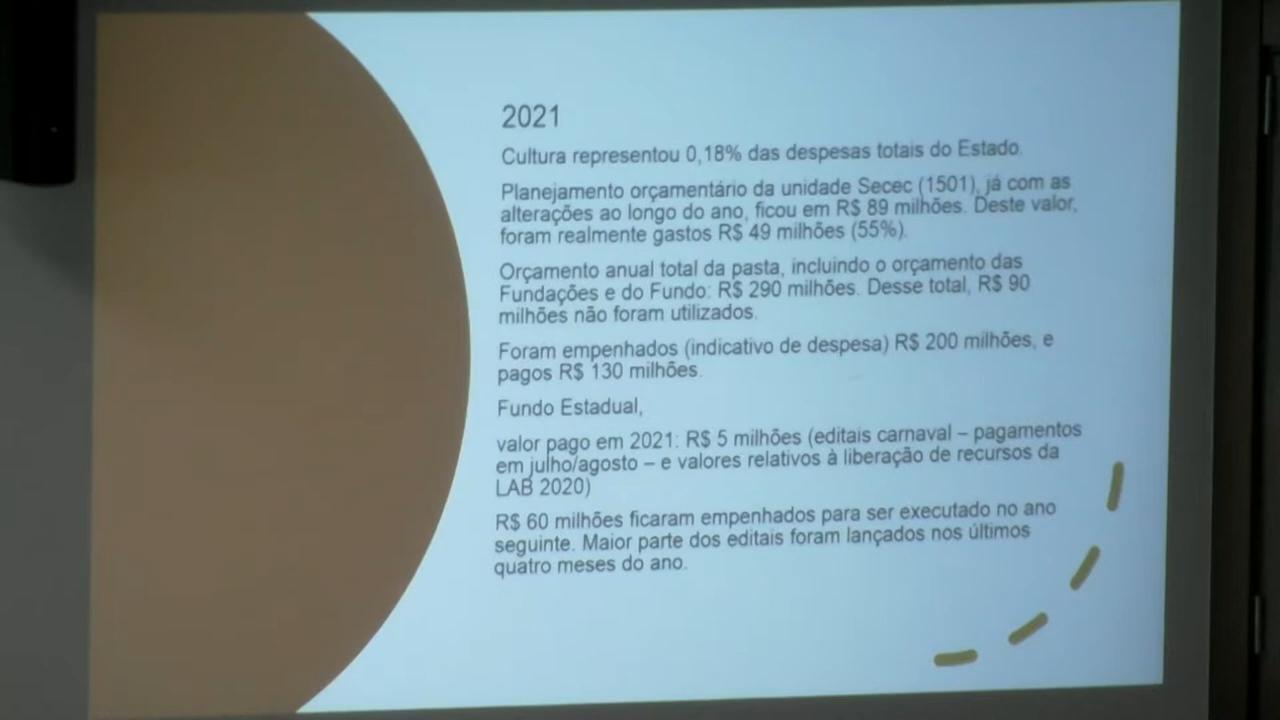 2021
Cultura representou 0,18% das despesas totais do Estado.
Planejamento orçamentário da unidade Secec (1501), já com as
alterações ao longo do ano, ficou em R$ 89 milhões. Deste valor,
foram realmente gastos R$ 49 milhões (55%).
Orçamento anual total da pasta, incluindo o orçamento das
Fundações e do Fundo: R$ 290 milhões. Desse total, R$ 90
milhões não foram utilizados.
Foram empenhados (indicativo de despesa) R$ 200 milhões, e
pagos R$ 130 milhões.
Fundo Estadual,
valor pago em 2021: R$ 5 milhões (editais carnaval – pagamentos
em julho/agosto – e valores relativos à liberação de recursos da
LAB 2020)
R$ 60 milhões ficaram empenhados para ser executado no ano
seguinte. Maior parte dos editais foram lançados nos últimos
quatro meses do ano.